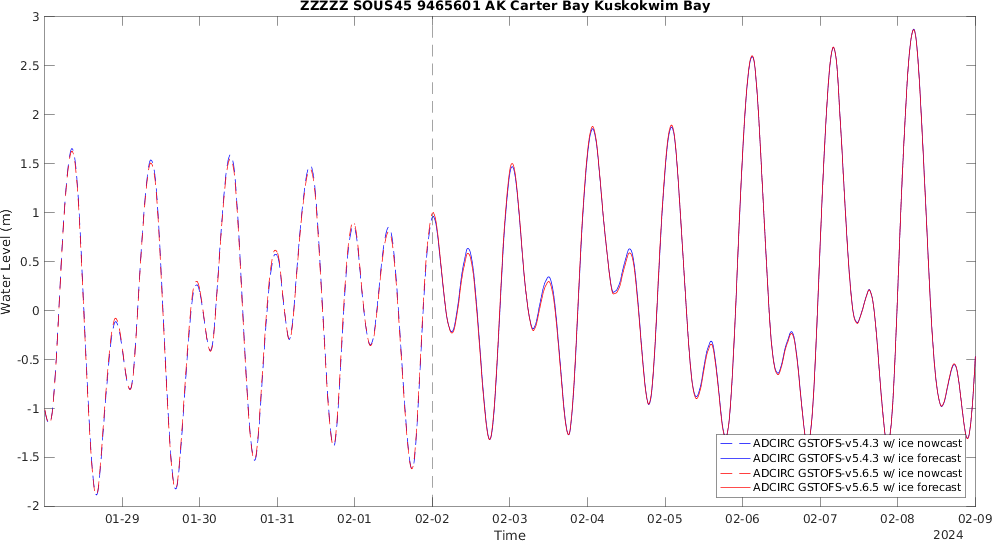 ZZZZZ SOUS45 9465601 AK Carter Bay Kuskokwim Bay
3
2.5
2
1.5
1
0.5
0
-0.5
-1
-1.5
-2
Water Level (m)
ADCIRC GSTOFS-v5.4.3 w/ ice nowcast
ADCIRC GSTOFS-v5.4.3 w/ ice forecast
ADCIRC GSTOFS-v5.6.5 w/ ice nowcast
ADCIRC GSTOFS-v5.6.5 w/ ice forecast
01-29 01-30 01-31 02-01 02-02 02-03 02-04 02-05 02-06 02-07 02-08 02-09
Time
2024